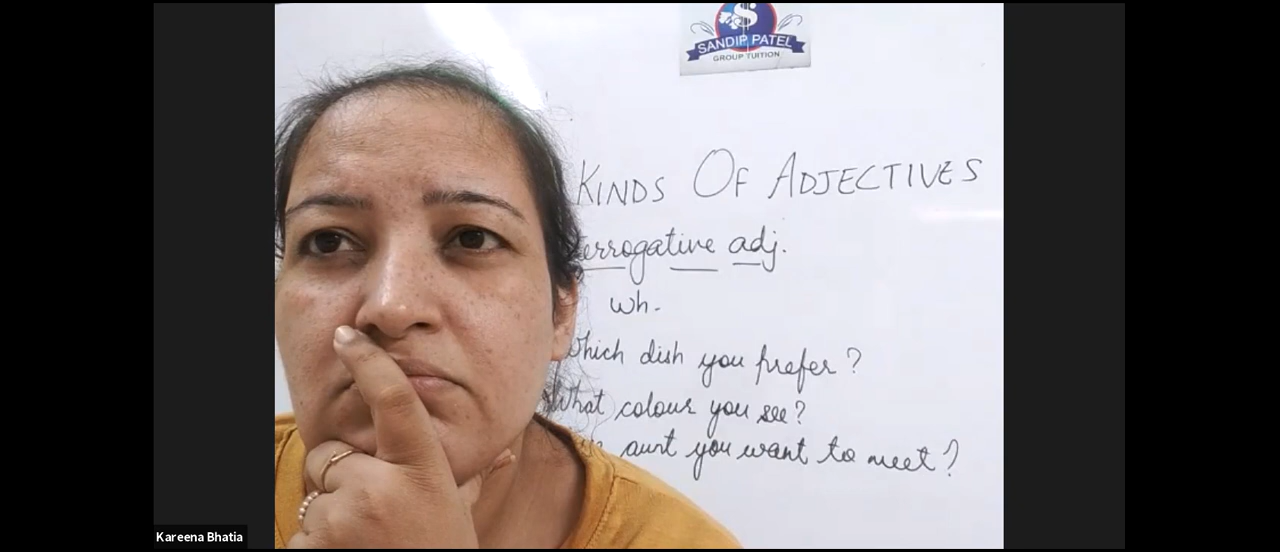 $
SANDIP PATEL
GROUP TUITION
KINDS OF ADJECTIVES
errogative adj.
wh-
Which dish you prefer?
What colour you see?
aunt you want to meet?
Kareena Bhatia